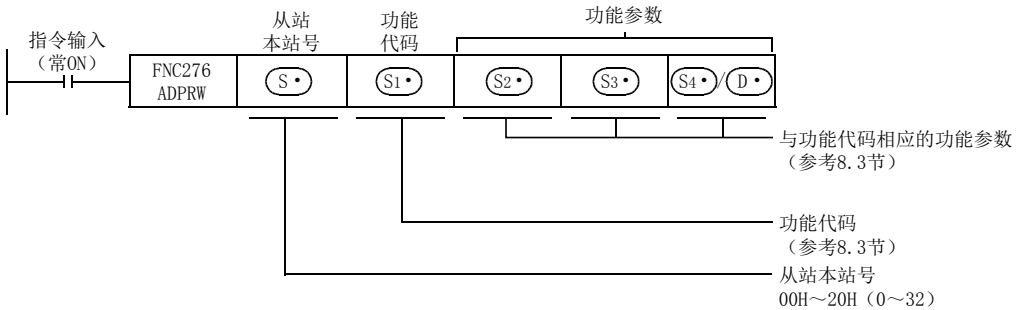 功能参数
从站
本站号
功能
代码
指令输入
（常ON）
FNC276
ADPRW
S•
S1•
S2•
S3•
S4•/D•
与功能代码相应的功能参数
（参考8.3节）
功能代码
（参考8.3节）
从站本站号
00H～20H（0～32）